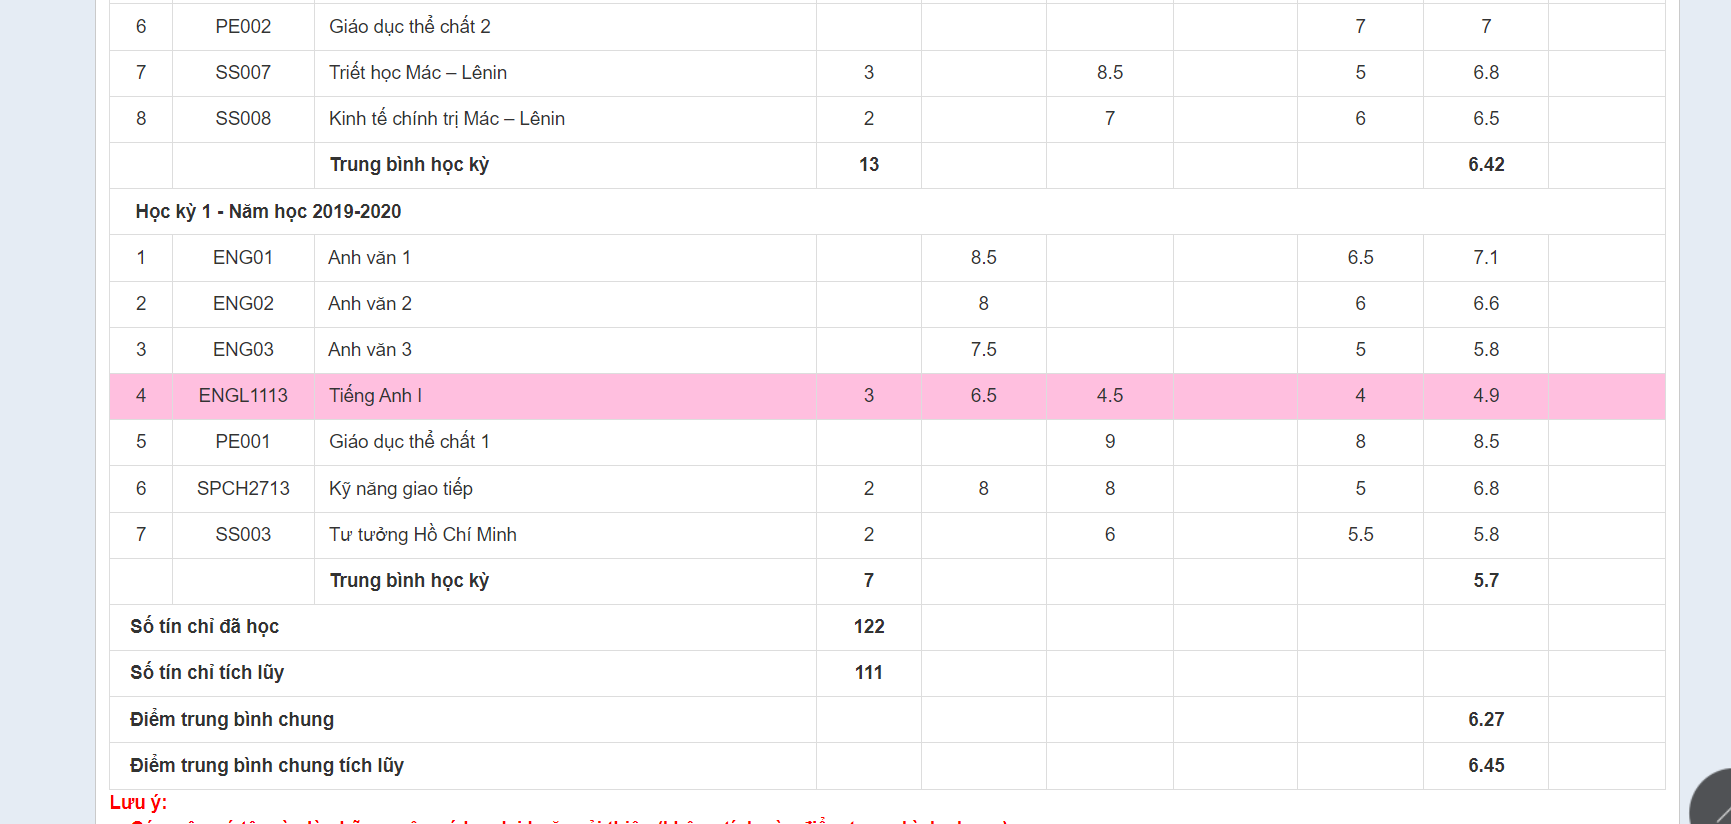 6 PE002 Giáo dục thể chất 2 7 7
7 SS007 Triết học Mác – Lênin 3 8.5 5 6.8
8 SS008 Kinh tế chính trị Mác – Lênin 2 7 6 6.5
Trung bình học kỳ 13 6.42
Học kỳ 1 - Năm học 2019-2020
1 ENG01 Anh văn 1 8.5 6.5 7.1
2 ENG02 Anh văn 2 8 6 6.6
3 ENG03 Anh văn 3 7.5 5 5.8
4 ENGL1113 Tiếng Anh I 3 6.5 4.5 4 4.9
5 PE001 Giáo dục thể chất 1 9 8 8.5
6 SPCH2713 Kỹ năng giao tiếp 2 8 8 5 6.8
7 SS003 Tư tưởng Hồ Chí Minh 2 6 5.5 5.8
Trung bình học kỳ 7 5.7
Số tín chỉ đã học 122
Số tín chỉ tích lũy 111
Điểm trung bình chung 6.27
Điểm trung bình chung tích lũy 6.45
Lưu ý: